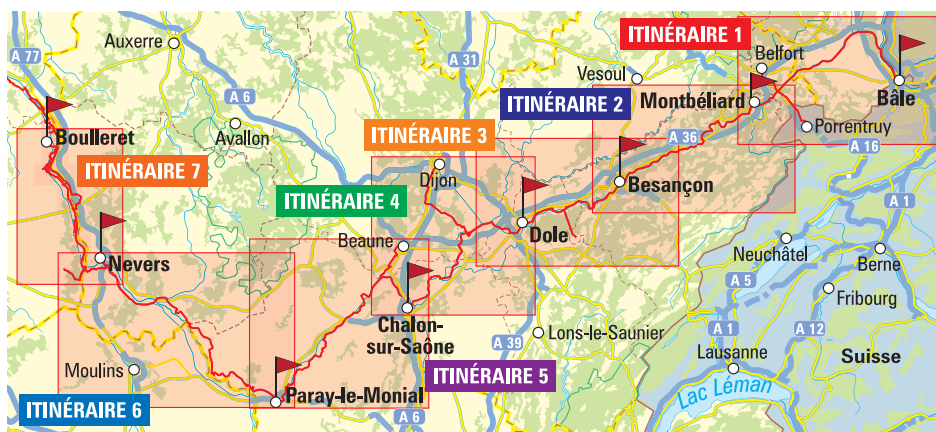 Auxerre
A 77
A 31
ITINÉRAIRE 1
Belfort
Vesoul
A 6
ITINÉRAIRE 2
Montbéliard
Bâle
Boulleret
Avallon
ITINÉRAIRE 3
A 36
Porrentruy
A 16
ITINÉRAIRE 7
Dijon
Besançon
ITINÉRAIRE 4
A 1
Beaune
Dole
Neuchâtel
Berne
Nevers
A 5
Fribourg
Chalon-
sur-Saône
A 39
Lons-le-Saunier
A 1
A 12
Lausanne
Suisse
Moulins
ITINÉRAIRE 5
Lac Léman
Paray-le-Monial
ITINÉRAIRE 6
A 6